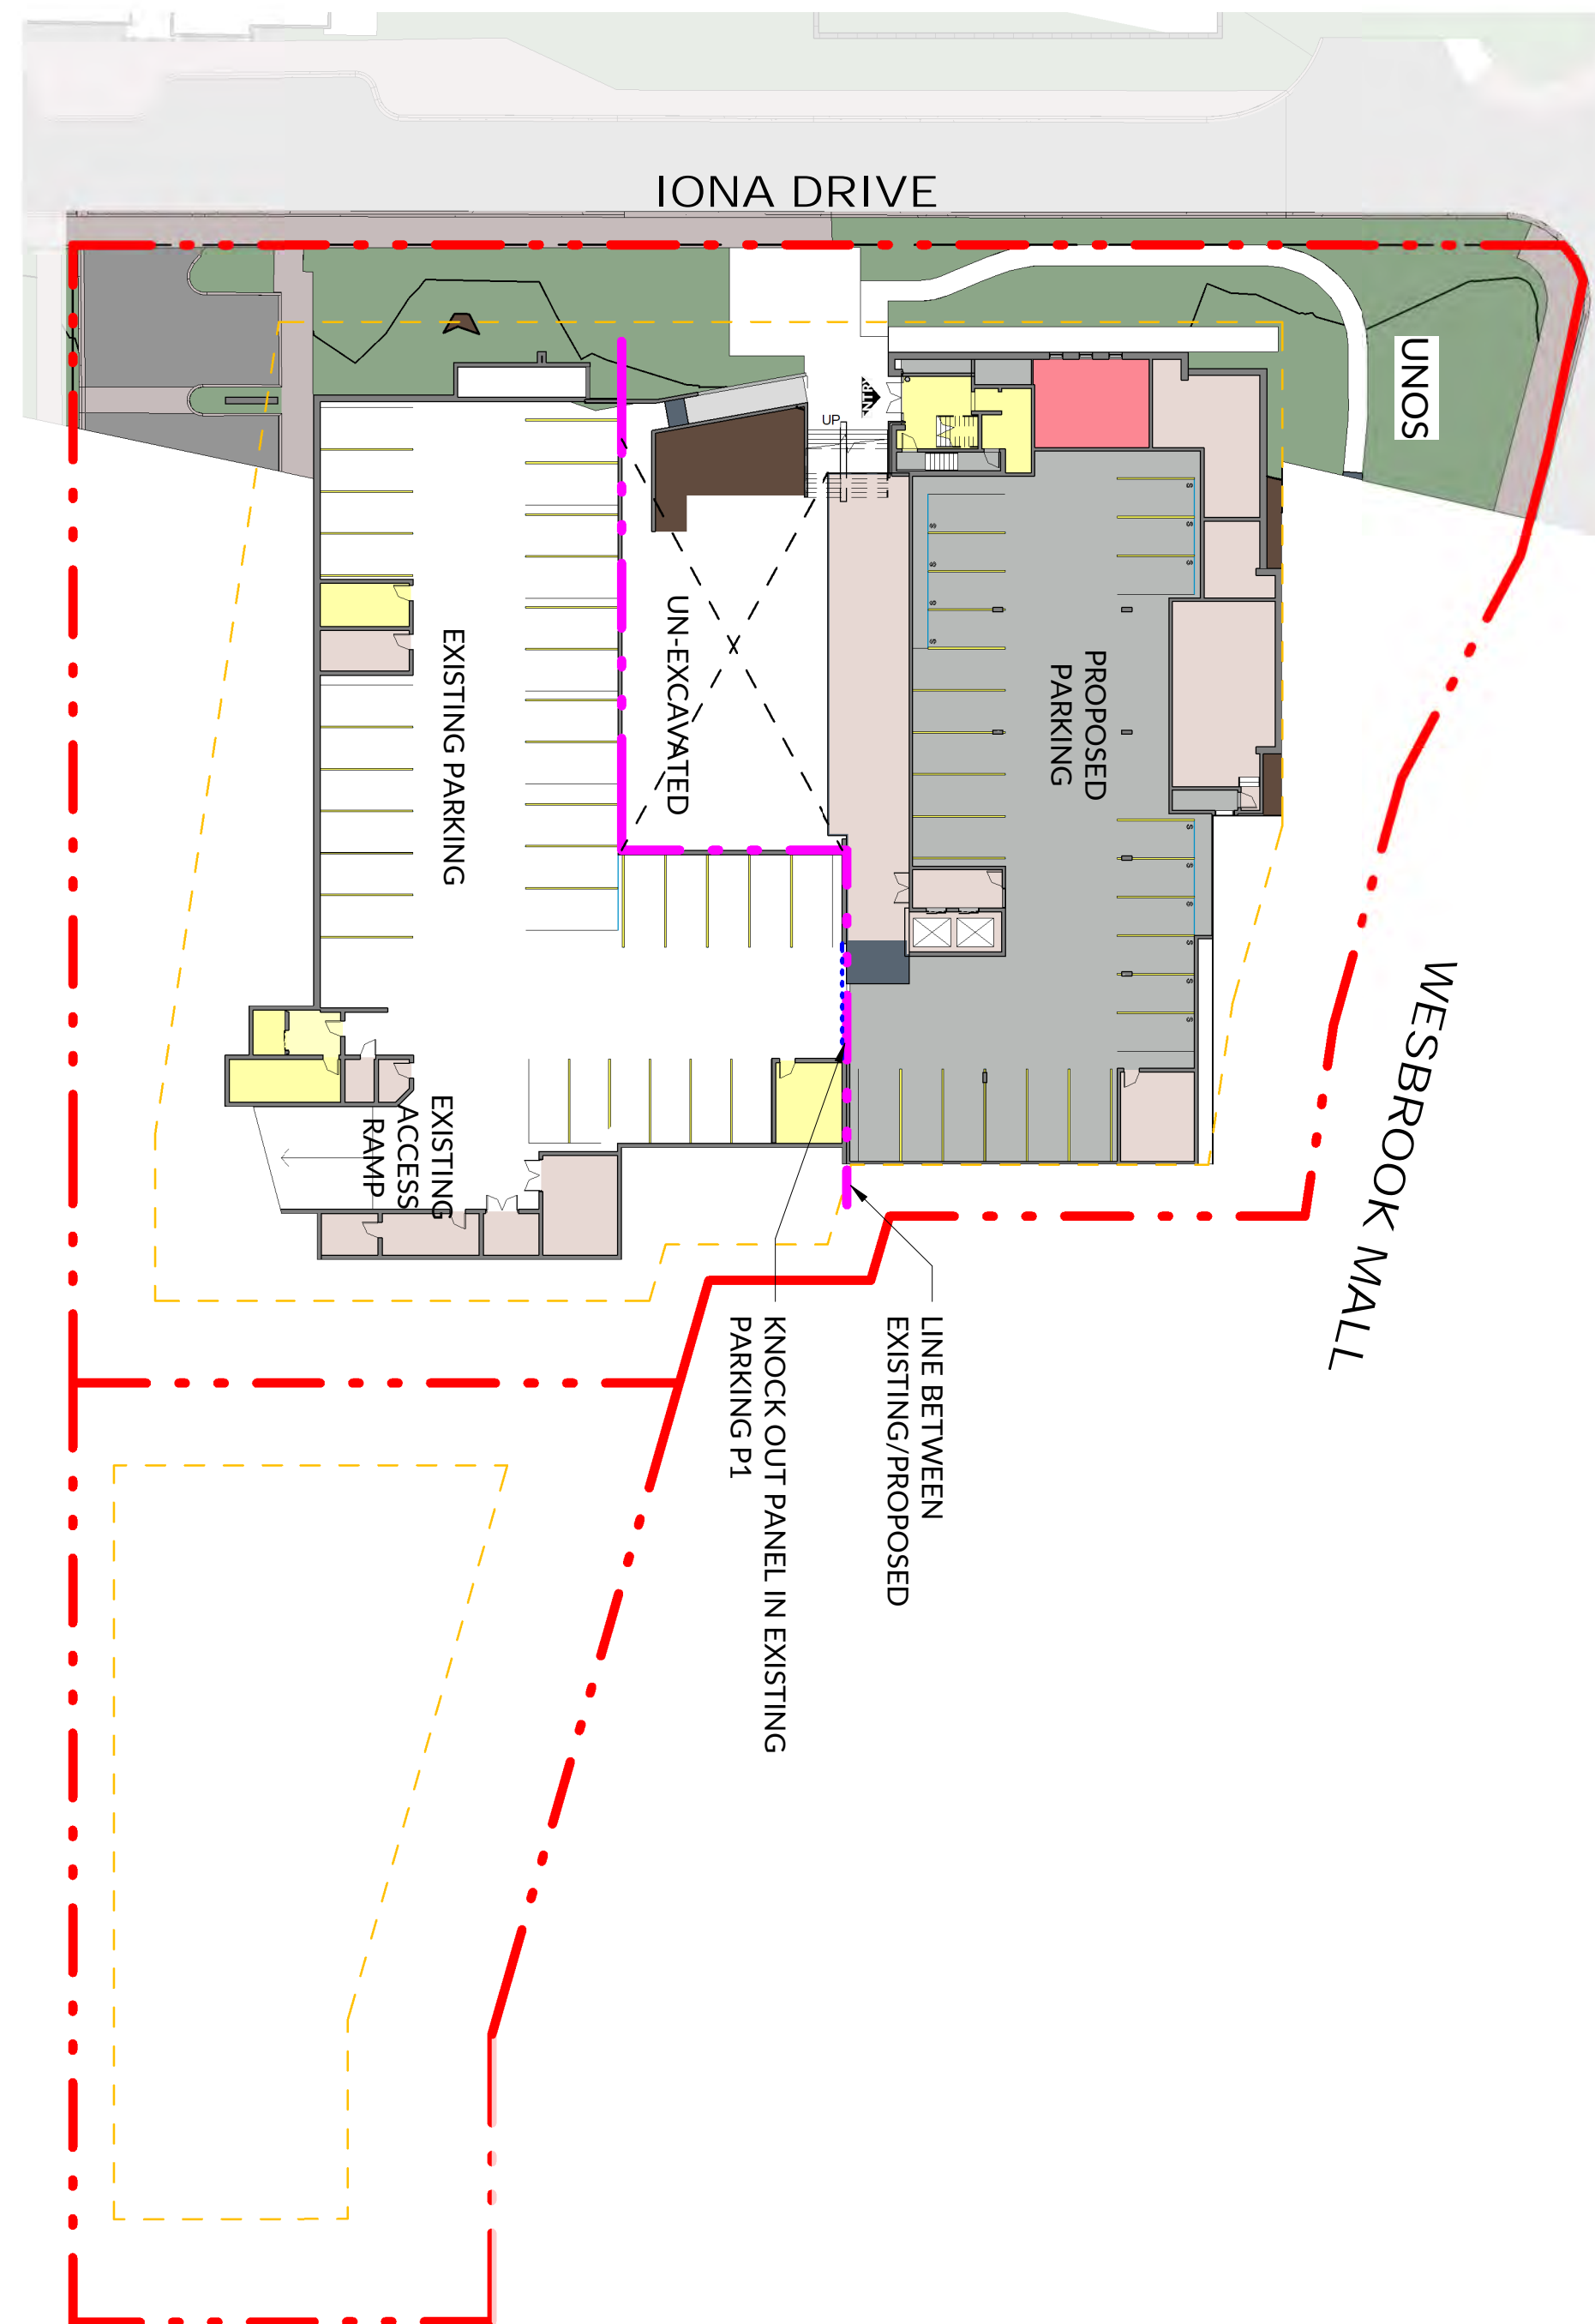 IONA DRIVE
UNOS
UP
UN-EXCAVATED
EXISTING PARKING
PROPOSED
PARKING
WESBROOK MALL
EXISTING
ACCESS
RAMP
LINE BETWEEN
EXISTING/PROPOSED
KNOCK OUT PANEL IN EXISTING
PARKING P1
S
S
S
S
S
S
S
S
S
S
S
S